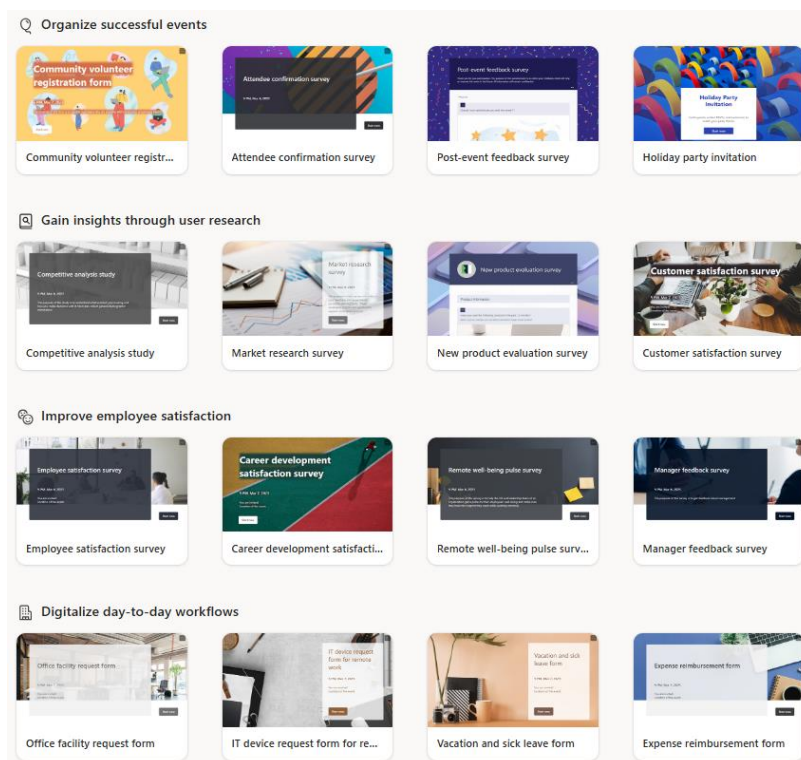 Organize successful events
Community volunteer
registration form
Attendee confirmation survey
Post-event feedback survey
Holiday Party
Invitation
Community volunteer registr...
Attendee confirmation survey
Post-event feedback survey
Holiday party invitation
Gain insights through user research
Competitive analysis study
Market research
survey
New product evaluation survey
Customer satisfaction survey
Competitive analysis study
Market research survey
New product evaluation survey
Customer satisfaction survey
Improve employee satisfaction
Employee satisfaction survey
Career development
satisfaction survey
Remote well-being pulse survey
Manager feedback survey
Employee satisfaction survey
Career development satisfacti...
Remote well-being pulse surv...
Manager feedback survey
Digitalize day-to-day workflows
Office facility request form
IT device request
form for remote
work
Vacation and sick
leave form
Expense reimbursement form
Office facility request form
IT device request form for re...
Vacation and sick leave form
Expense reimbursement form